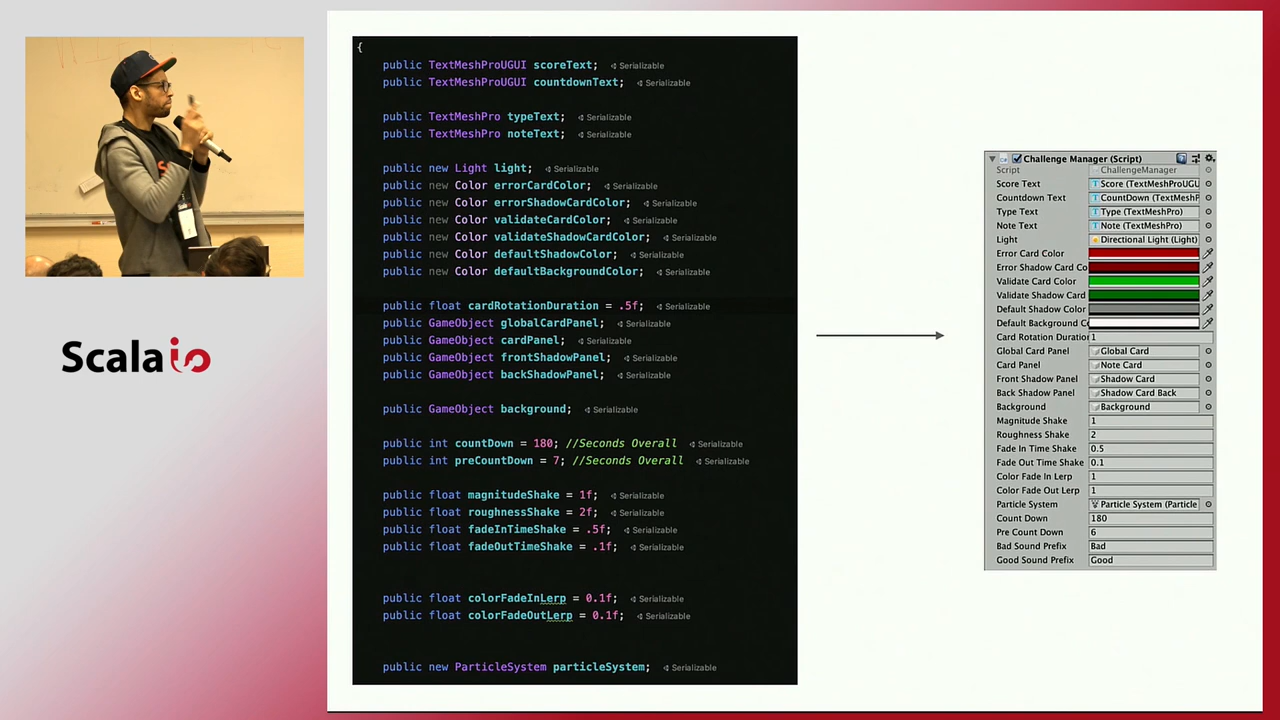 Scala io
{
public TextMeshProUGUI scoreText; Serializable
public TextMeshProUGUI countdownText; Serializable
public TextMeshPro typeText; Serializable
public TextMeshPro noteText; Serializable
public new Light light; Serializable
public new Color errorCardColor; Serializable
public new Color errorShadowCardColor; Serializable
public new Color validateCardColor; Serializable
public new Color validateShadowCardColor; Serializable
public new Color defaultShadowColor; Serializable
public new Color defaultBackgroundColor; Serializable
public float cardRotationDuration = .5f; Serializable
public GameObject globalCardPanel; Serializable
public GameObject cardPanel; Serializable
public GameObject frontShadowPanel; Serializable
public GameObject backShadowPanel; Serializable
public GameObject background; Serializable
public int countDown = 180; //Seconds Overall Serializable
public int preCountDown = 7; //Seconds Overall Serializable
public float magnitudeShake = 1f; Serializable
public float roughnessShake = 2f; Serializable
public float fadeInTimeShake = .5f; Serializable
public float fadeOutTimeShake = .1f; Serializable
public float colorFadeInLerp = 0.1f; Serializable
public float colorFadeOutLerp = 0.1f; Serializable
public new ParticleSystem particleSystem; Serializable
Challenge Manager (Script)
Script ChallengeManager
Score Text Score (TextMeshProUGU
Countdown Text CountDown (TextMeshP
Type Text Type (TextMeshPro)
Note Text Note (TextMeshPro)
Light Directional Light (Light)
Error Card Color
Error Shadow Card Co
Validate Card Color
Validate Shadow Card
Default Shadow Color
Default Background Co
Card Rotation Duration 1
Global Card Panel Global Card
Card Panel Note Card
Front Shadow Panel Shadow Card
Back Shadow Panel Shadow Card Back
Background Background
Magnitude Shake 1
Roughness Shake 2
Fade In Time Shake 0.5
Fade Out Time Shake 0.1
Color Fade In Lerp 1
Color Fade Out Lerp 1
Particle System Particle System (Particle
Count Down 180
Pre Count Down 6
Bad Sound Prefix Bad
Good Sound Prefix Good